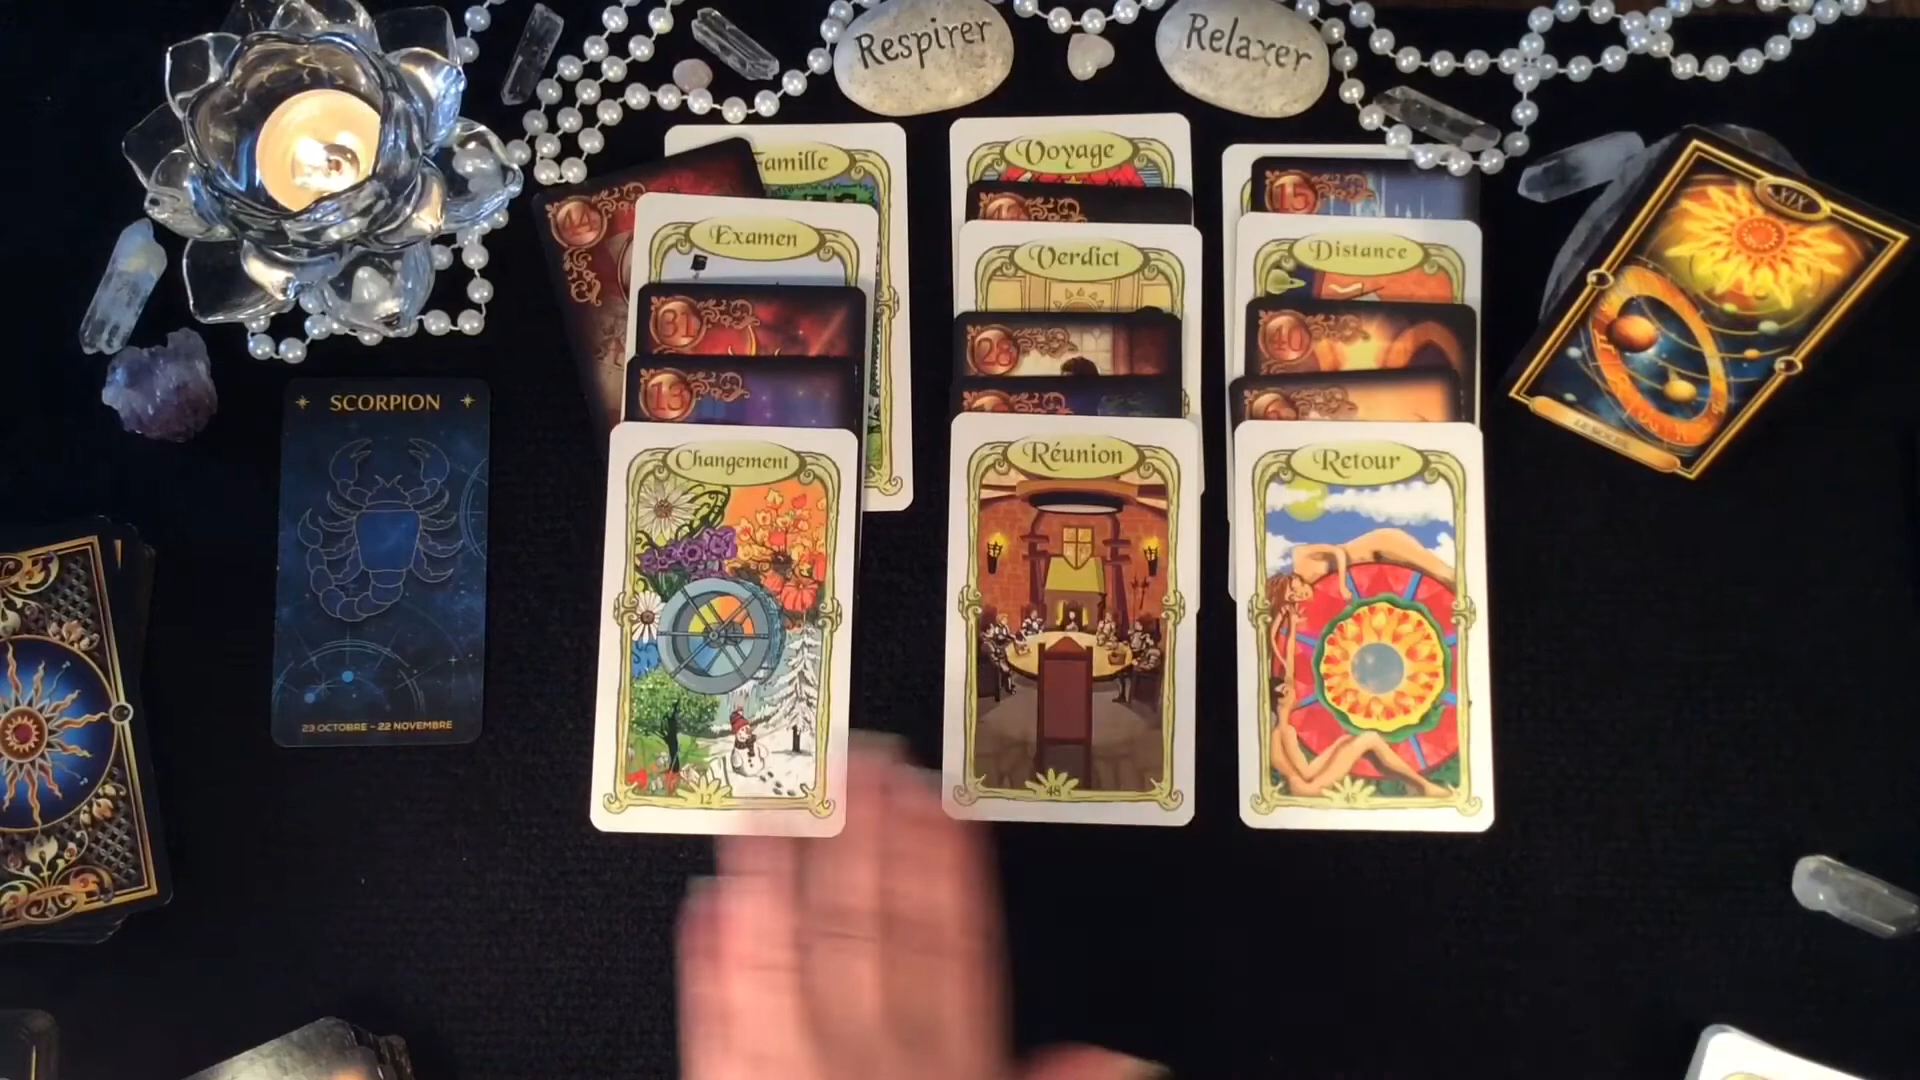 Respirer
Relaxer
Famille
Voyage
15
XIX
44
Examen
Verdict
Distance
31
28
40
13
SCORPION
Changement
Réunion
Retour
23 OCTOBRE - 22 NOVEMBRE
12
48
45